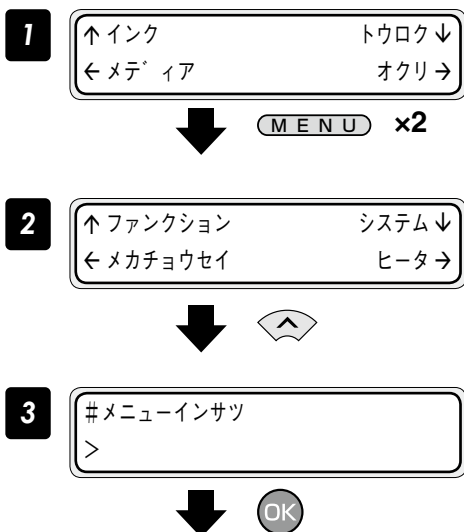 1
↑インク トウロク↓
←メディア オクリ→
MENU ×2
2
↑ファンクション システム↓
←メカチョウセイ ヒータ→
3
#メニューインサツ
>
OK